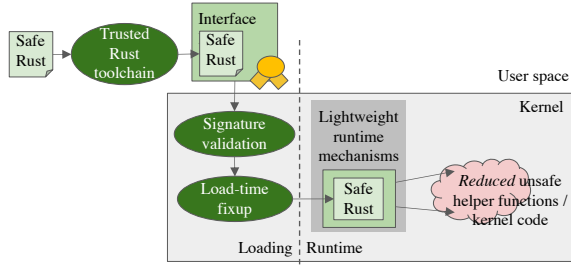 Safe
Rust
Trusted
Rust
toolchain
Interface
Safe
Rust
User space
Kernel
Signature
validation
Load-time
fixup
Lightweight
runtime
mechanisms
Safe
Rust
Reduced unsafe
helper functions /
kernel code
Loading
Runtime